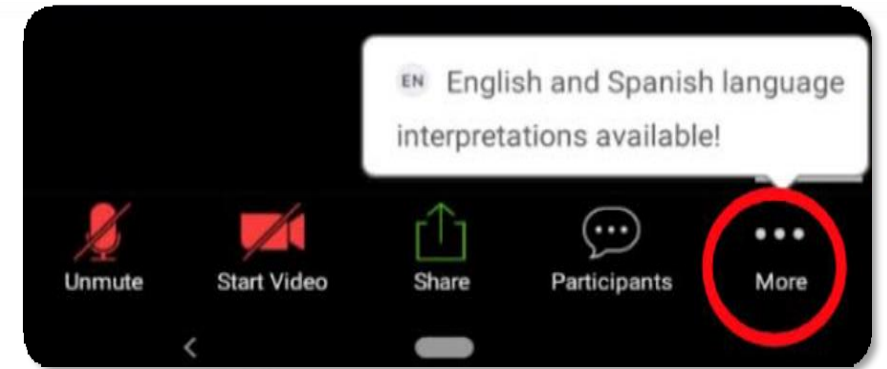 EN English and Spanish language
interpretations available!
Unmute Start Video Share Participants More